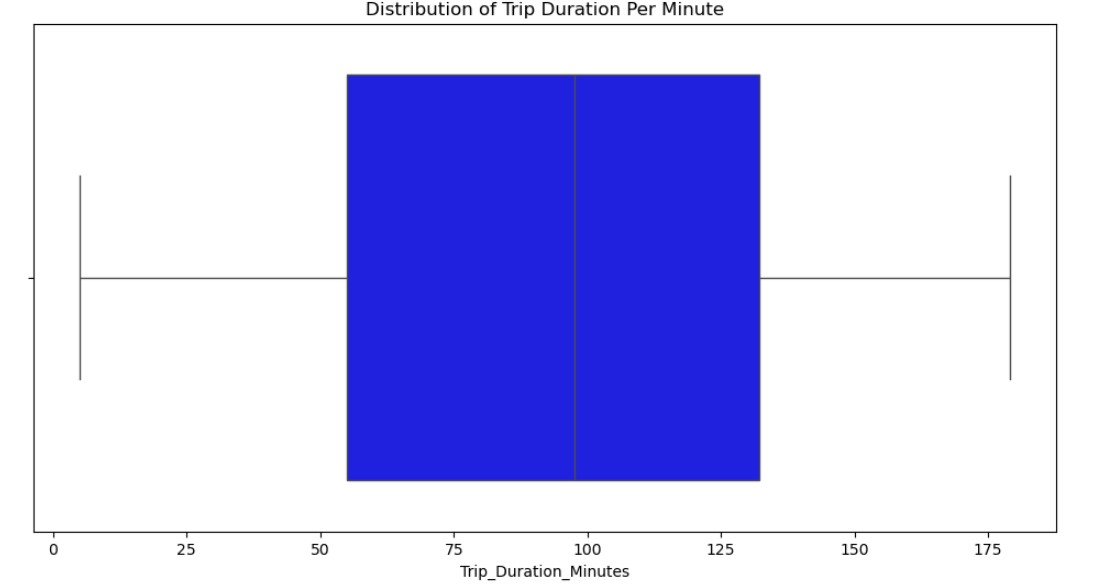 Distribution of Trip Duration Per Minute
0 25 50 75 100 125 150 175
Trip_Duration_Minutes